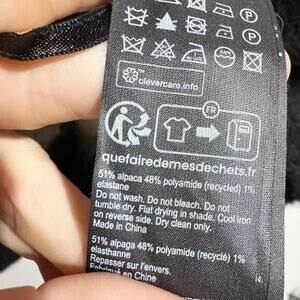 clevercare.info
FR
quefairedemesdechets.fr
51% alpaca 48% polyamide (recycled) 1%
elastane
Do not wash. Do not bleach. Do not
tumble dry. Flat drying in shade. Cool iron
on reverse side. Dry clean only.
Made in China
51% alpaga 48% polyamide (recyclé) 1%
élasthanne
Repasser sur l'envers.
Fabriqué en Chine